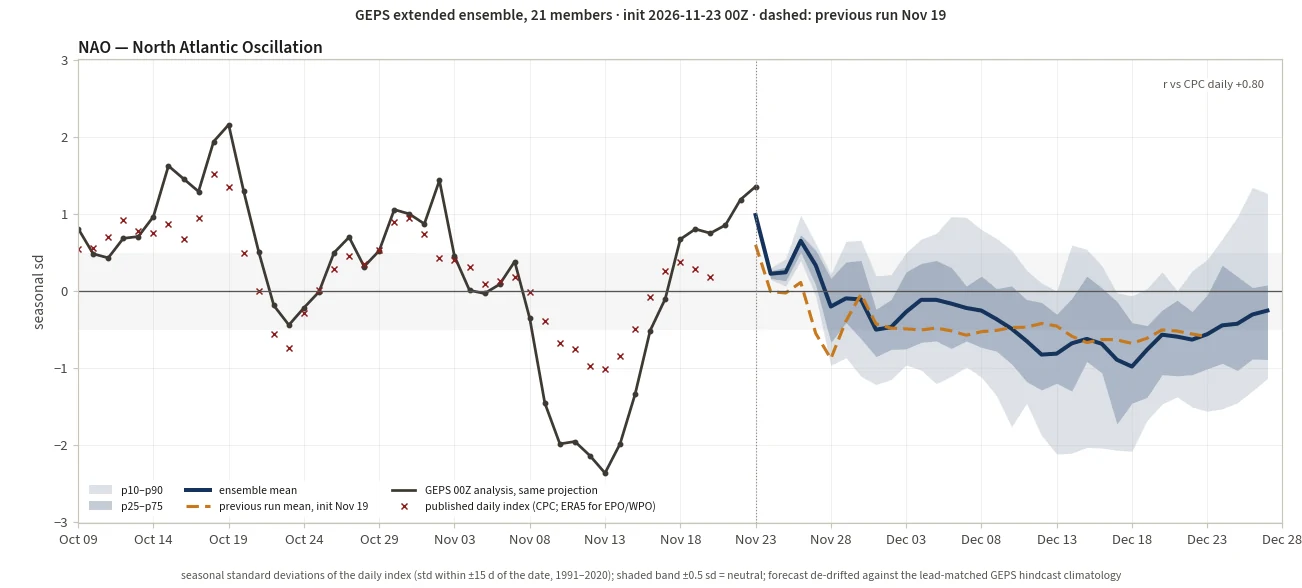 GEPS extended ensemble, 21 members · init 2026-11-23 00Z · dashed: previous run Nov 19
NAO — North Atlantic Oscillation
r vs CPC daily +0.80
seasonal sd
3
2
1
0
−1
−2
−3
p10–p90
p25–p75
ensemble mean
previous run mean, init Nov 19
GEPS 00Z analysis, same projection
published daily index (CPC; ERA5 for EPO/WPO)
Oct 09 Oct 14 Oct 19 Oct 24 Oct 29 Nov 03 Nov 08 Nov 13 Nov 18 Nov 23 Nov 28 Dec 03 Dec 08 Dec 13 Dec 18 Dec 23 Dec 28
seasonal standard deviations of the daily index (std within ±15 d of the date, 1991–2020); shaded band ±0.5 sd = neutral; forecast de-drifted against the lead-matched GEPS hindcast climatology